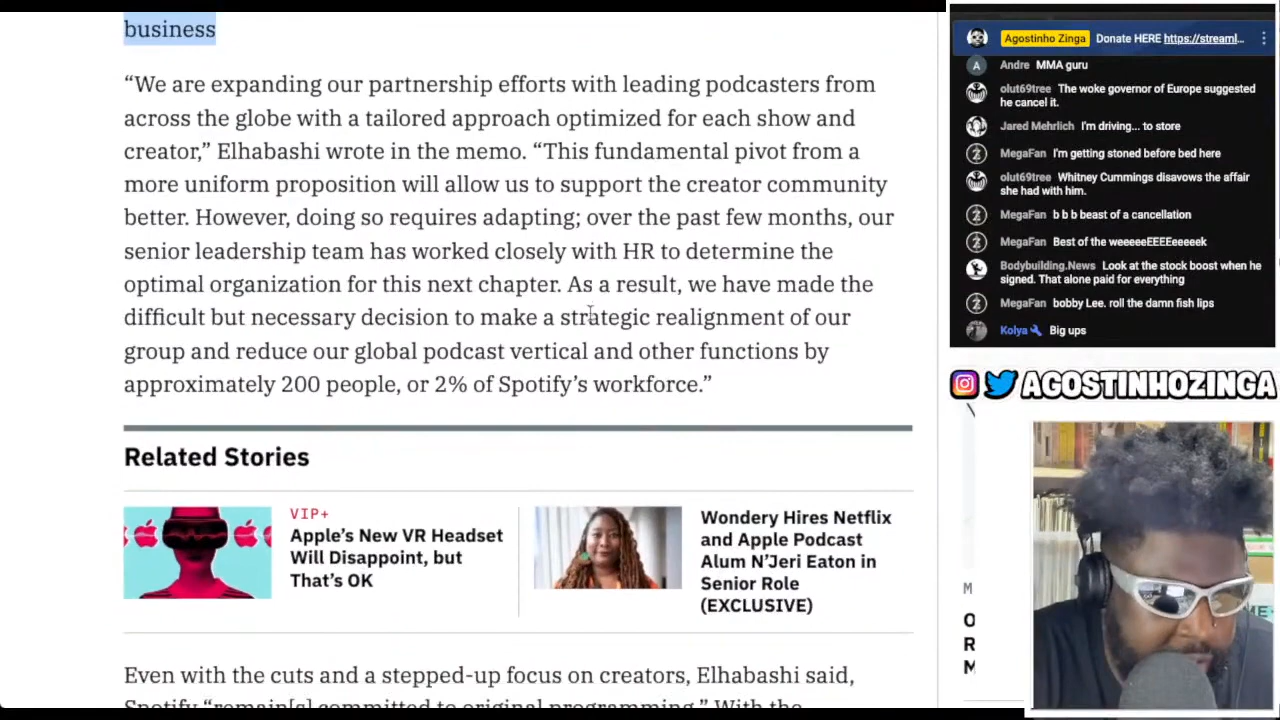 business
“We are expanding our partnership efforts with leading podcasters from
across the globe with a tailored approach optimized for each show and
creator,” Elhabashi wrote in the memo. “This fundamental pivot from a
more uniform proposition will allow us to support the creator community
better. However, doing so requires adapting; over the past few months, our
senior leadership team has worked closely with HR to determine the
optimal organization for this next chapter. As a result, we have made the
difficult but necessary decision to make a strategic realignment of our
group and reduce our global podcast vertical and other functions by
approximately 200 people, or 2% of Spotify’s workforce.”
Related Stories
VIP+
Apple’s New VR Headset
Will Disappoint, but
That’s OK
Wondery Hires Netflix
and Apple Podcast
Alum N’Jeri Eaton in
Senior Role
(EXCLUSIVE)
Even with the cuts and a stepped-up focus on creators, Elhabashi said,
Spotify “remain[s] committed to original programming.” With the
Agostinho Zinga Donate HERE https://streaml...
A Andre MMA guru
olut69tree The woke governor of Europe suggested
he cancel it.
Jared Mehrlich I'm driving... to store
MegaFan I'm getting stoned before bed here
olut69tree Whitney Cummings disavows the affair
she had with him.
MegaFan b b b beast of a cancellation
MegaFan Best of the weeeeeEEEEeeeeek
Bodybuilding.News Look at the stock boost when he
signed. That alone paid for everything
MegaFan bobby Lee. roll the damn fish lips
Kolya Big ups
AGOSTINHOZINGA
M
O
R
M